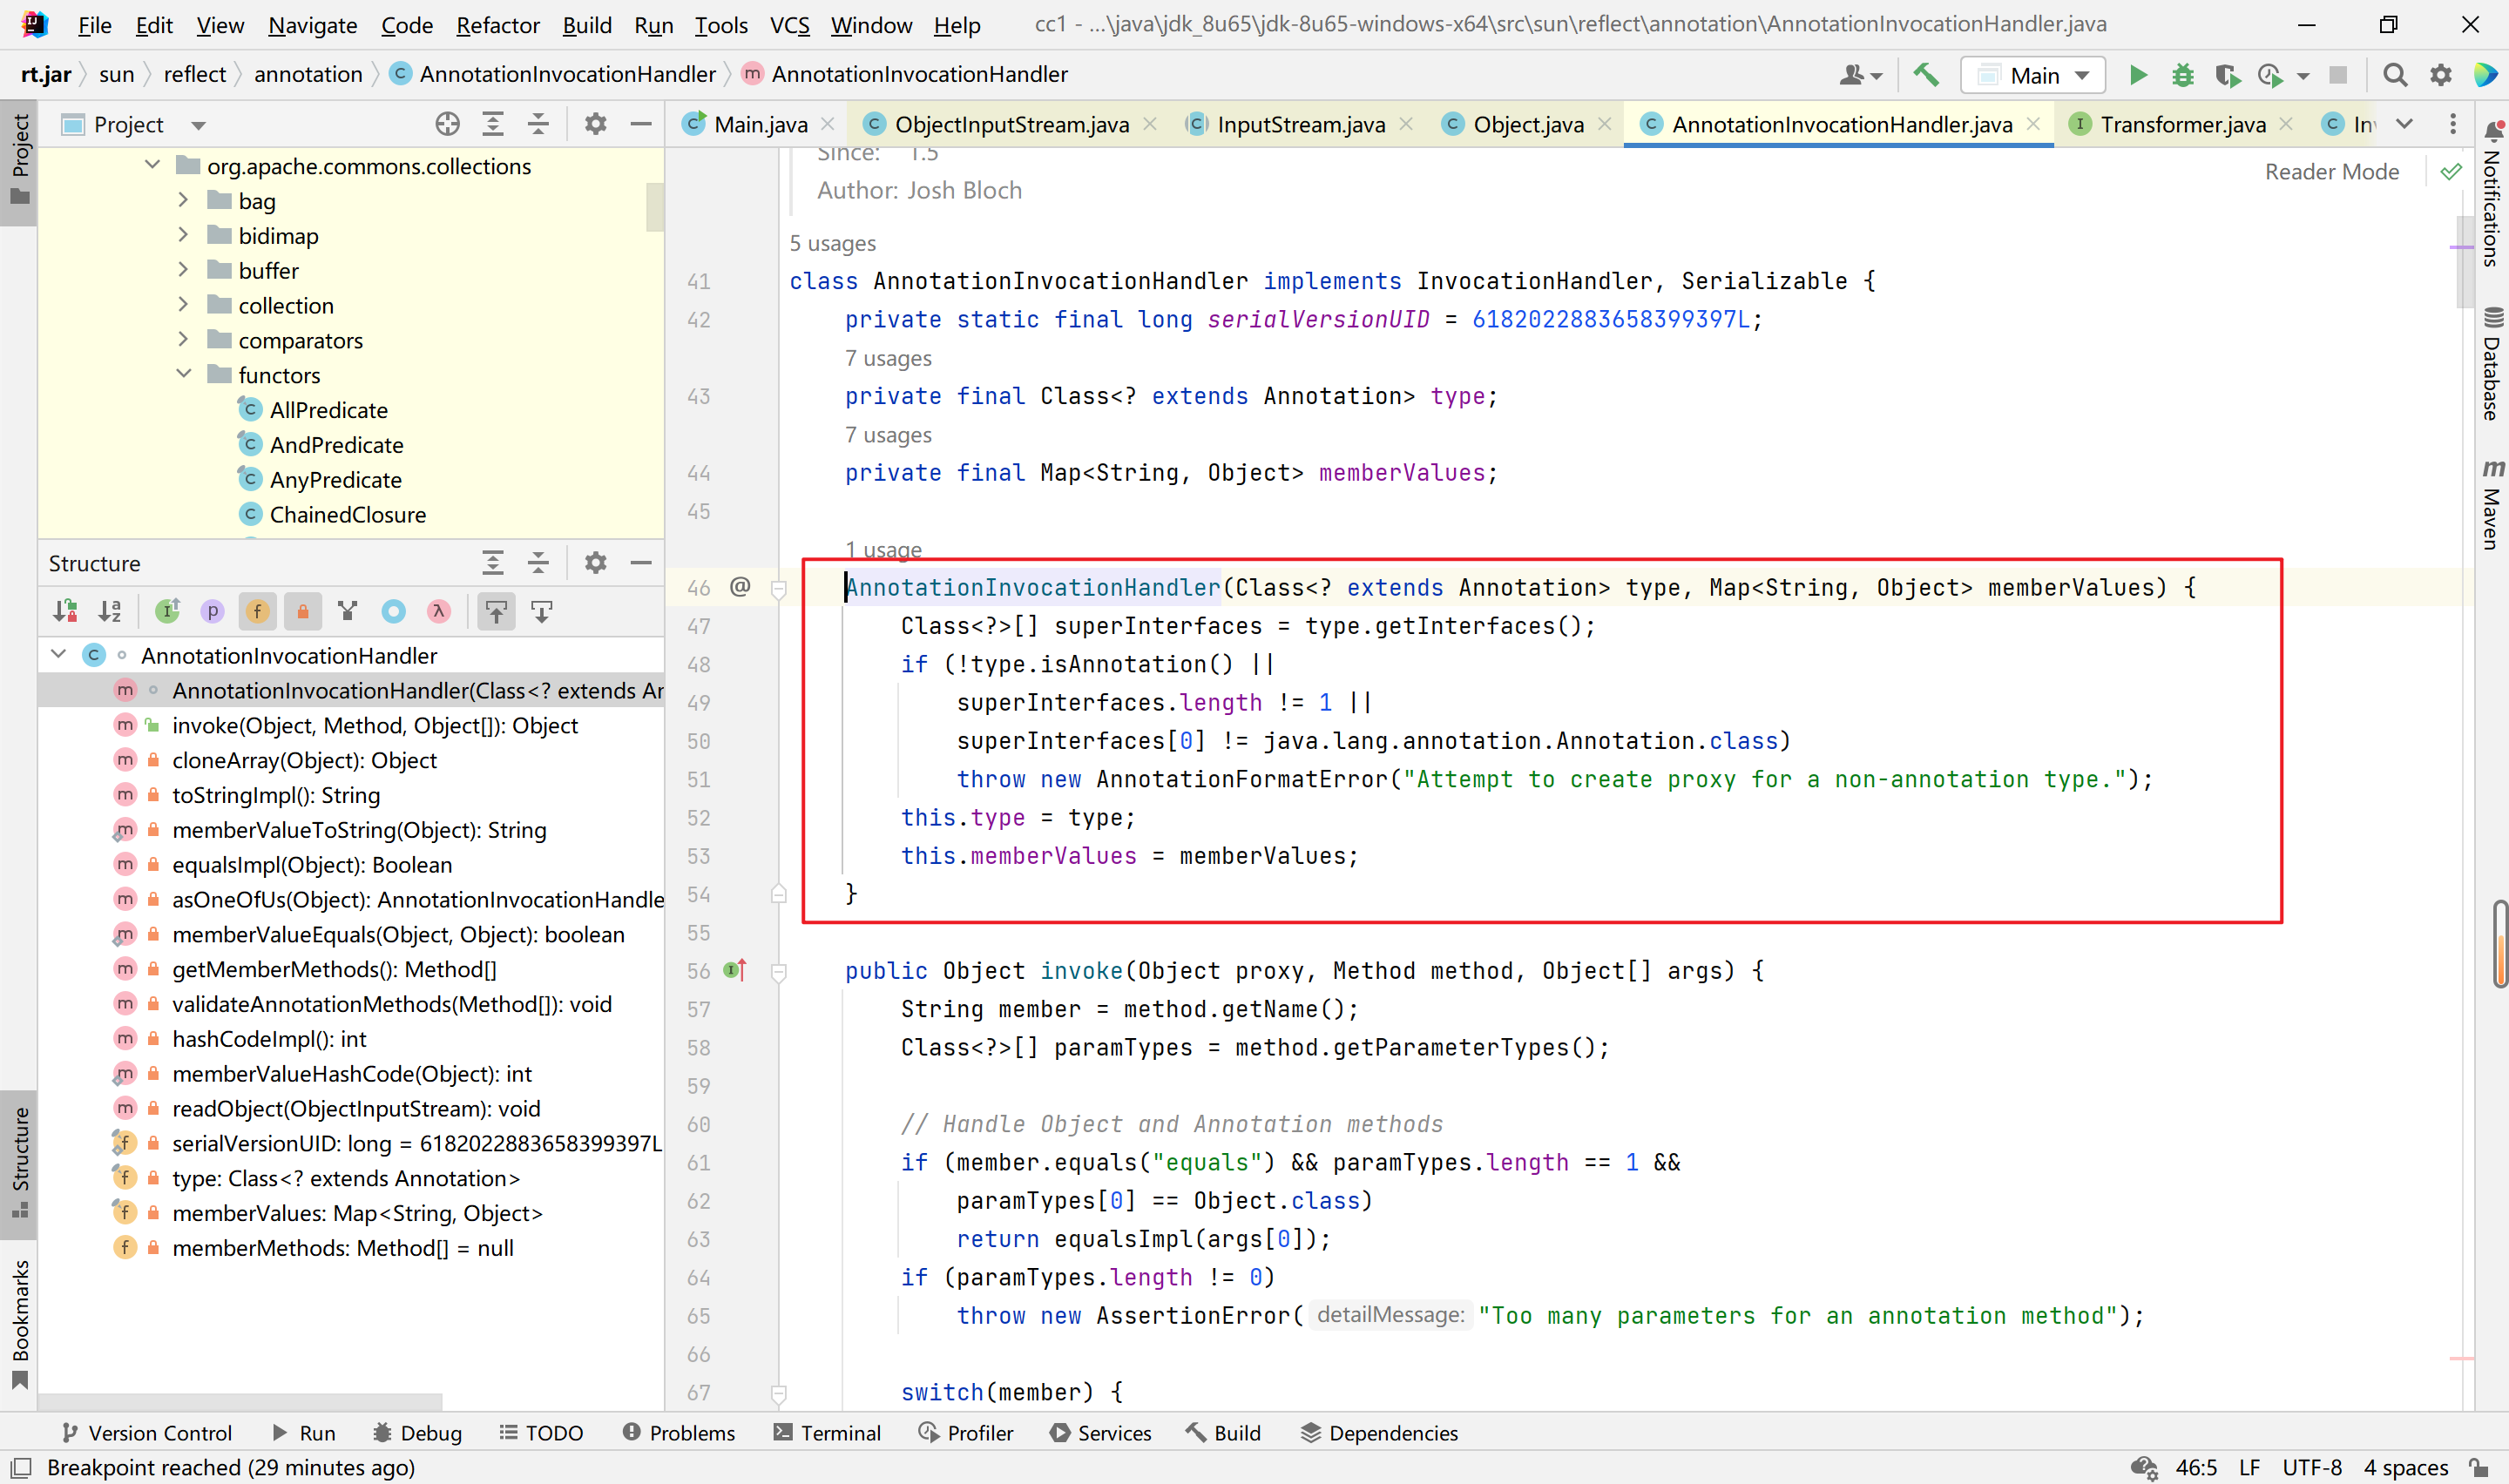 File Edit View Navigate Code Refactor Build Run Tools VCS Window Help cc1 - ...\java\jdk_8u65\jdk-8u65-windows-x64\src\sun\reflect\annotation\AnnotationInvocationHandler.java
rt.jar sun reflect annotation AnnotationInvocationHandler AnnotationInvocationHandler Main
Project
Main.java ObjectInputStream.java InputStream.java Object.java AnnotationInvocationHandler.java Transformer.java
Project
org.apache.commons.collections
bag
bidimap
buffer
collection
comparators
functors
AllPredicate
AndPredicate
AnyPredicate
ChainedClosure
Structure
AnnotationInvocationHandler
AnnotationInvocationHandler(Class<? extends Ar
invoke(Object, Method, Object[]): Object
cloneArray(Object): Object
toStringImpl(): String
memberValueToString(Object): String
equalsImpl(Object): Boolean
asOneOfUs(Object): AnnotationInvocationHandle
memberValueEquals(Object, Object): boolean
getMemberMethods(): Method[]
validateAnnotationMethods(Method[]): void
hashCodeImpl(): int
memberValueHashCode(Object): int
readObject(ObjectInputStream): void
serialVersionUID: long = 6182022883658399397L
type: Class<? extends Annotation>
memberValues: Map<String, Object>
memberMethods: Method[] = null
Structure
Bookmarks
Since: 1.5
Author: Josh Bloch
Reader Mode
5 usages
41 class AnnotationInvocationHandler implements InvocationHandler, Serializable {
42 private static final long serialVersionUID = 6182022883658399397L;
7 usages
43 private final Class<? extends Annotation> type;
7 usages
44 private final Map<String, Object> memberValues;
45
1 usage
46 @ AnnotationInvocationHandler(Class<? extends Annotation> type, Map<String, Object> memberValues) {
47 Class<?>[] superInterfaces = type.getInterfaces();
48 if (!type.isAnnotation() ||
49 superInterfaces.length != 1 ||
50 superInterfaces[0] != java.lang.annotation.Annotation.class)
51 throw new AnnotationFormatError("Attempt to create proxy for a non-annotation type.");
52 this.type = type;
53 this.memberValues = memberValues;
54 }
55
56 public Object invoke(Object proxy, Method method, Object[] args) {
57 String member = method.getName();
58 Class<?>[] paramTypes = method.getParameterTypes();
59
60 // Handle Object and Annotation methods
61 if (member.equals("equals") && paramTypes.length == 1 &&
62 paramTypes[0] == Object.class)
63 return equalsImpl(args[0]);
64 if (paramTypes.length != 0)
65 throw new AssertionError( detailMessage: "Too many parameters for an annotation method");
66
67 switch(member) {
Notifications
Database
Maven
Version Control Run Debug TODO Problems Terminal Profiler Services Build Dependencies
Breakpoint reached (29 minutes ago) 46:5 LF UTF-8 4 spaces